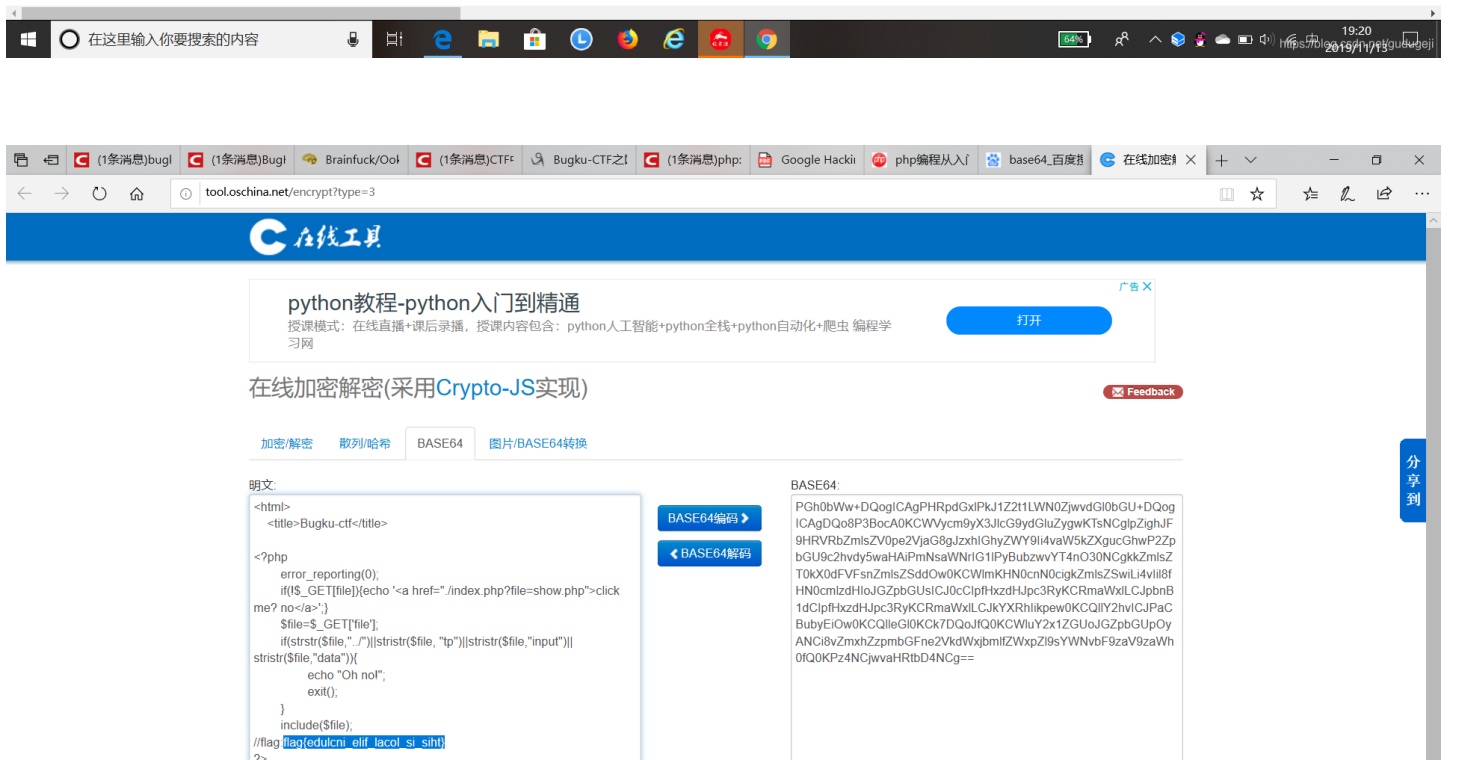 在这里输入你要搜索的内容
64%
中
19:20
2019/11/13
https://blog.csdn.net/gudugeji
(1条消息)bugl
(1条消息)Bugl
Brainfuck/Ool
(1条消息)CTF
Bugku-CTF之
(1条消息)php:
Google Hackin
php编程从入门
base64_百度搜
在线加密解
tool.oschina.net/encrypt?type=3
在线工具
广告
python教程-python入门到精通
授课模式：在线直播+课后录播，授课内容包含：python人工智能+python全栈+python自动化+爬虫 编程学
习网
打开
在线加密解密(采用Crypto-JS实现)
Feedback
加密/解密 散列/哈希 BASE64 图片/BASE64转换
分享到
明文:
<html>
<title>Bugku-ctf</title>
<?php
error_reporting(0);
if(!$_GET[file]){echo '<a href="./index.php?file=show.php">click
me? no</a>';}
$file=$_GET['file'];
if(strstr($file,"../")||stristr($file, "tp")||stristr($file,"input")||
stristr($file,"data")){
echo "Oh no!";
exit();
}
include($file);
//flag:flag{edulcni_elif_lacol_si_siht}
?>
BASE64编码
BASE64解码
BASE64:
PGh0bWw+DQogICAgPHRpdGxlPkJ1Z2t1LWN0ZjwvdGl0bGU+DQog
ICAgDQo8P3BocA0KCWVycm9yX3JlcG9ydGluZygwKTsNCglpZighJF
9HRVRbZmlsZV0pe2VjaG8gJzxhIGhyZWY9Ii4vaW5kZXgucGhwP2Zp
bGU9c2hvdy5waHAiPmNsaWNrIG1lPyBubzwvYT4nO30NCgkkZmlsZ
T0kX0dFVFsnZmlsZSddOw0KCWlmKHN0cnN0cigkZmlsZSwiLi4vIil8f
HN0cmlzdHIoJGZpbGUsICJ0cCIpfHxzdHJpc3RyKCRmaWxlLCJpbnB
1dCIpfHxzdHJpc3RyKCRmaWxlLCJkYXRhIikpew0KCQllY2hvICJPaC
BubyEiOw0KCQlleGl0KCk7DQoJfQ0KCWluY2x1ZGUoJGZpbGUpOy
ANCi8vZmxhZzpmbGFne2VkdWxjbmlfZWxpZl9sYWNvbF9zaV9zaWh
0fQ0KPz4NCjwvaHRtbD4NCg==